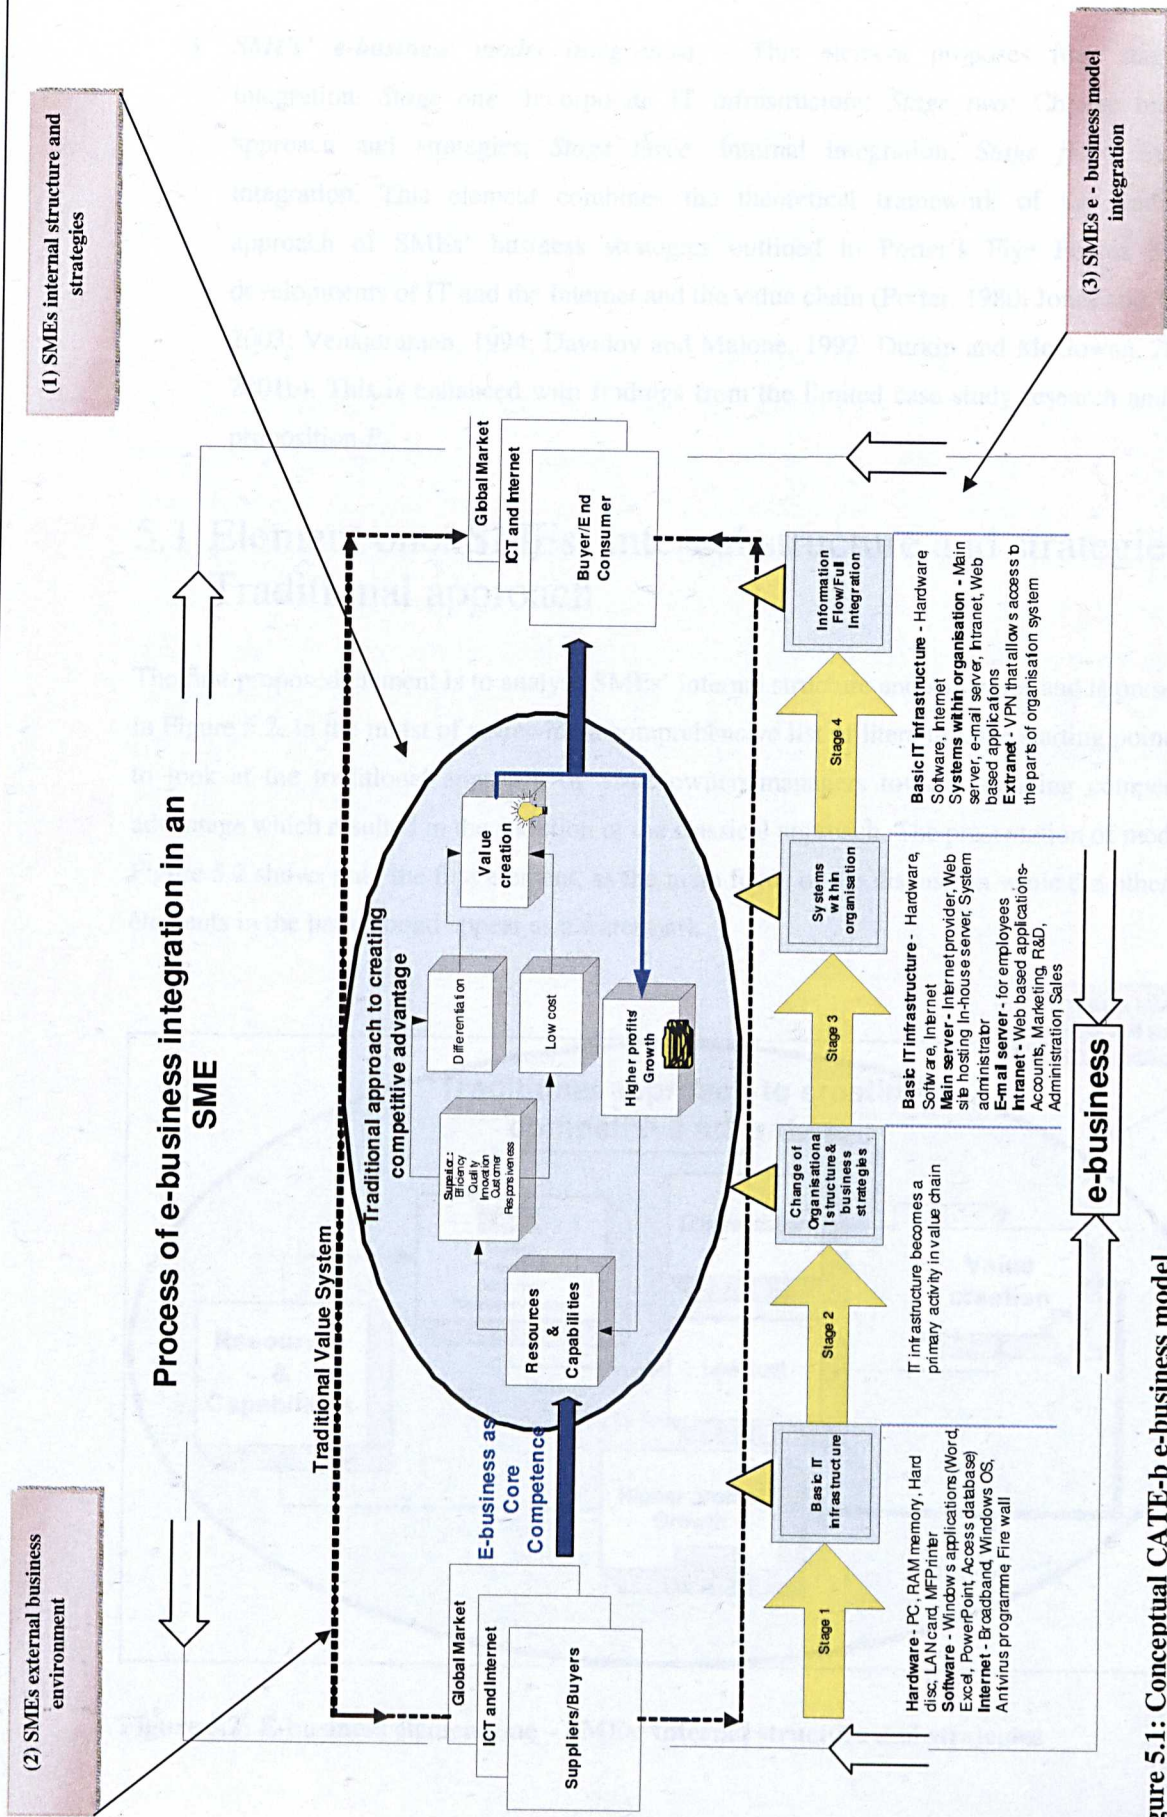 (2) SMEs external business
environment
(1) SMEs internal structure and
strategies
Process of e-business integration in an
SME
Traditional Value System
Global Market
ICT and Internet
Suppliers/Buyers
E-business as
Core
Competence
Traditional approach to creating
competitive advantage
Resources
&
Capabilities
Superior:
Efficiency
Quality
Innovation
Customer
Responsiveness
Differentiation
Low cost
Value
creation
Higher profits/
Growth
Global Market
ICT and Internet
Buyer/End
Consumer
Stage 1
Basic IT
infrastructure
Stage 2
Change of
Organisationa
l structure &
business
strategies
Stage 3
Systems
within
organisation
Stage 4
Information
Flow/Full
Integration
Hardware - PC , RAM memory, Hard
disc, LAN card, MFPrinter
Software - Windows applications (Word,
Excel, PowerPoint, Access database)
Internet - Broadband, Windows OS,
Antivirus programme, Fire wall
IT infrastructure becomes a
primary activity in value chain
Basic IT Infrastructure - Hardware,
Software, Internet
Main server - Internet provider, Web
site hosting In-house server, System
administrator
E-mail server - for employees
Intranet - Web based applications-
Accounts, Marketing, R&D,
Administration, Sales
Basic IT Infrastructure - Hardware
Software, Internet
Systems within organisation - Main
server, e-mail server, Intranet, Web
based applications
Extranet - VPN that allows access to
the parts of organisation system
e-business
(3) SMEs e - business model
integration
gure 5.1: Conceptual CATE-b e-business model